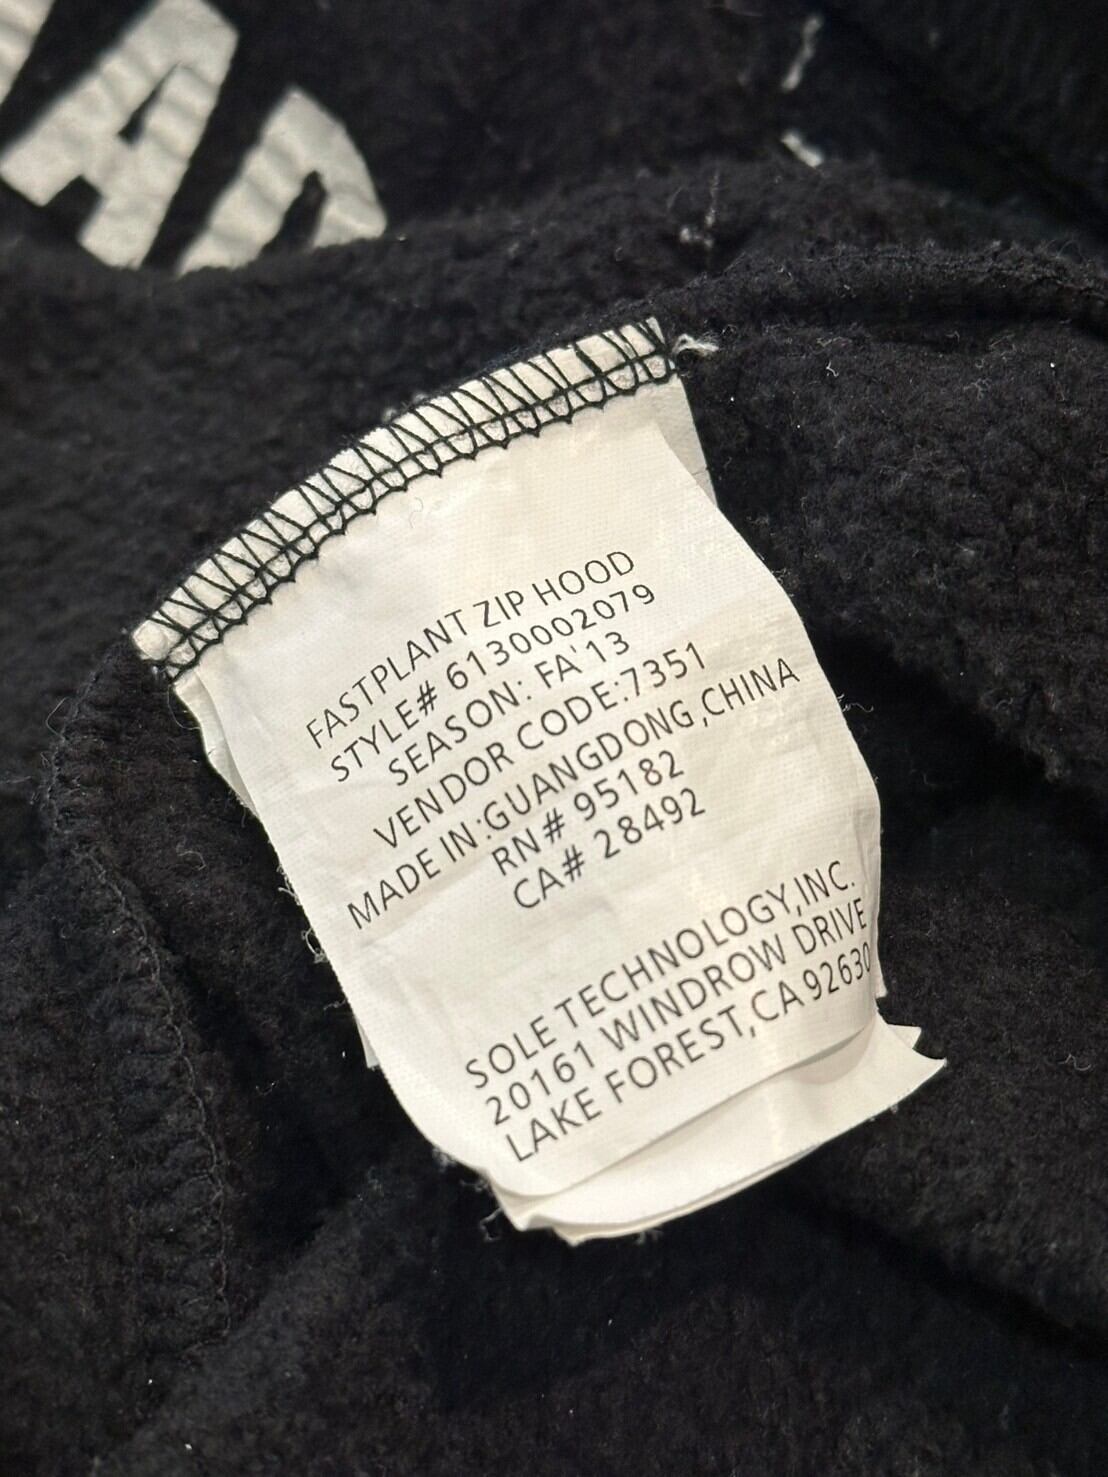 FASTPLANT ZIP HOOD
STYLE# 6130002079
SEASON: FA'13
VENDOR CODE:7351
MADE IN:GUANGDONG,CHINA
RN# 95182
CA# 28492
SOLE TECHNOLOGY,INC.
20161 WINDROW DRIVE
LAKE FOREST,CA 92630